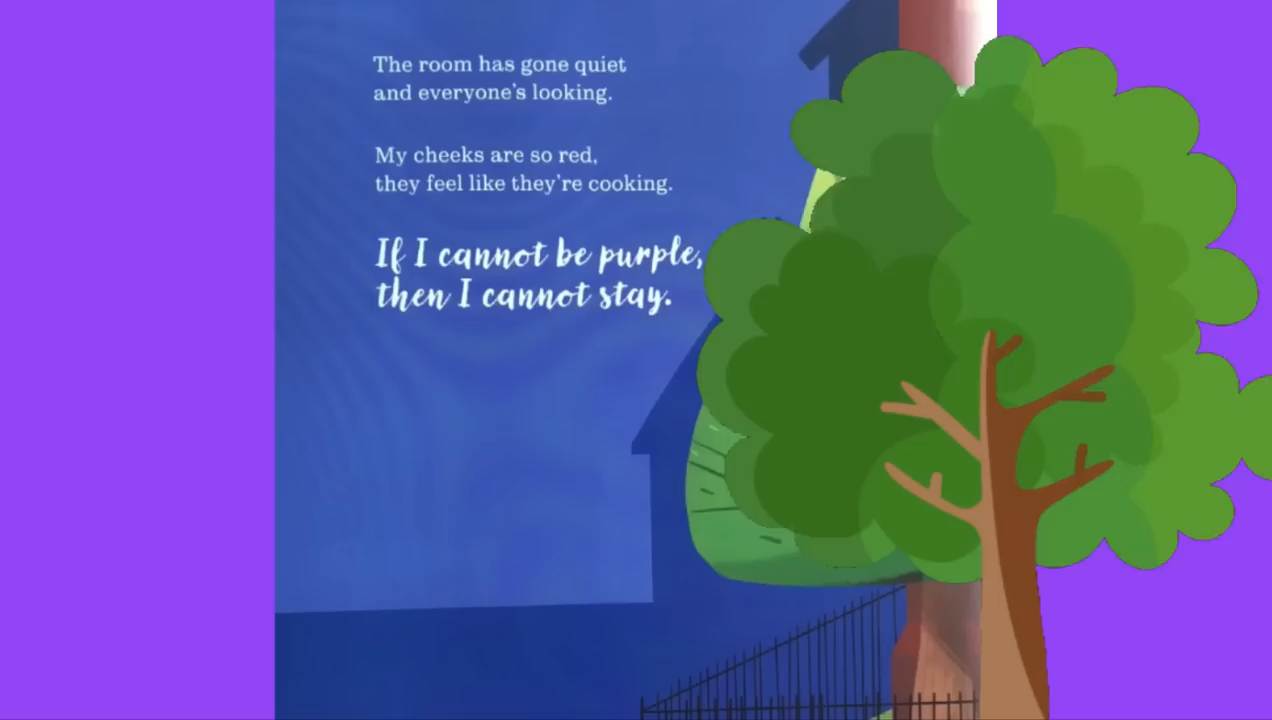 The room has gone quiet
and everyone's looking.
My cheeks are so red,
they feel like they're cooking.
If I cannot be purple,
then I cannot stay.